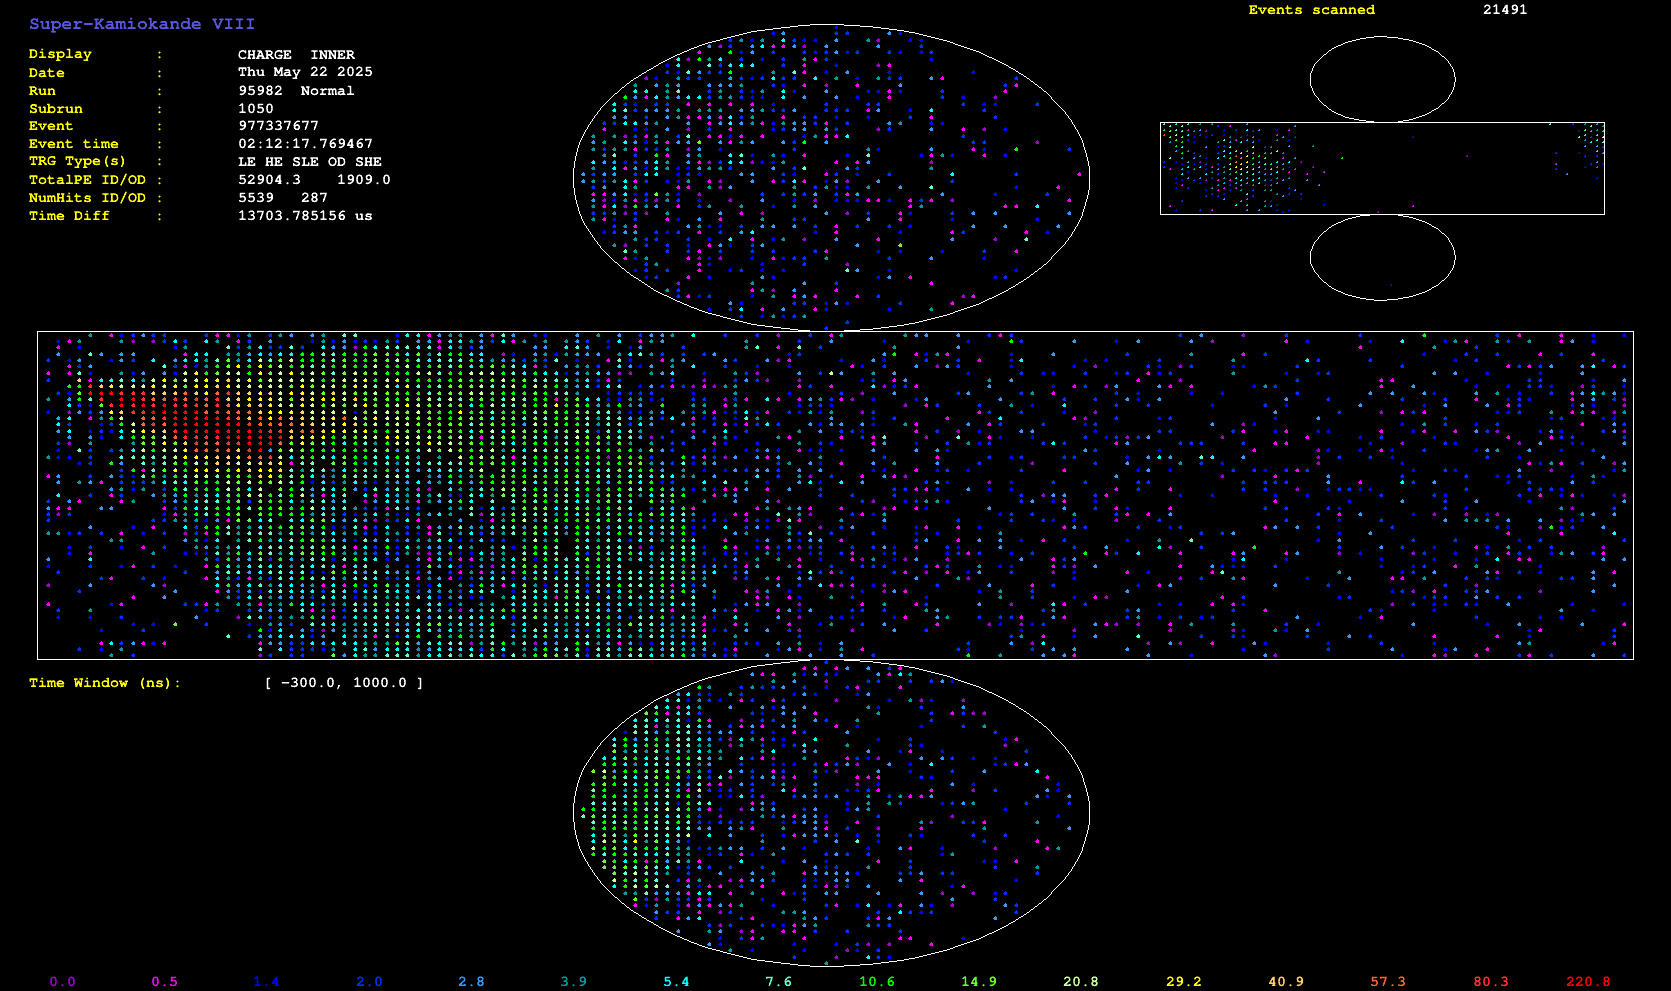 Super-Kamiokande VIII
Events scanned 21491
Display : CHARGE INNER
Date : Thu May 22 2025
Run : 95982 Normal
Subrun : 1050
Event : 977337677
Event time : 02:12:17.769467
TRG Type(s) : LE HE SLE OD SHE
TotalPE ID/OD : 52904.3 1909.0
NumHits ID/OD : 5539 287
Time Diff : 13703.785156 us
Time Window (ns): [ -300.0, 1000.0 ]
0.0 0.5 1.4 2.0 2.8 3.9 5.4 7.6 10.6 14.9 20.8 29.2 40.9 57.3 80.3 220.8